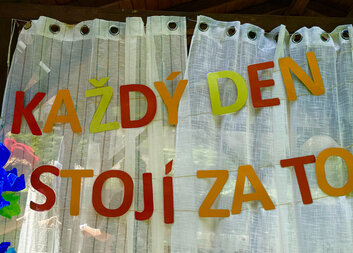 KAŽDÝ DEN
STOJÍ ZA TO